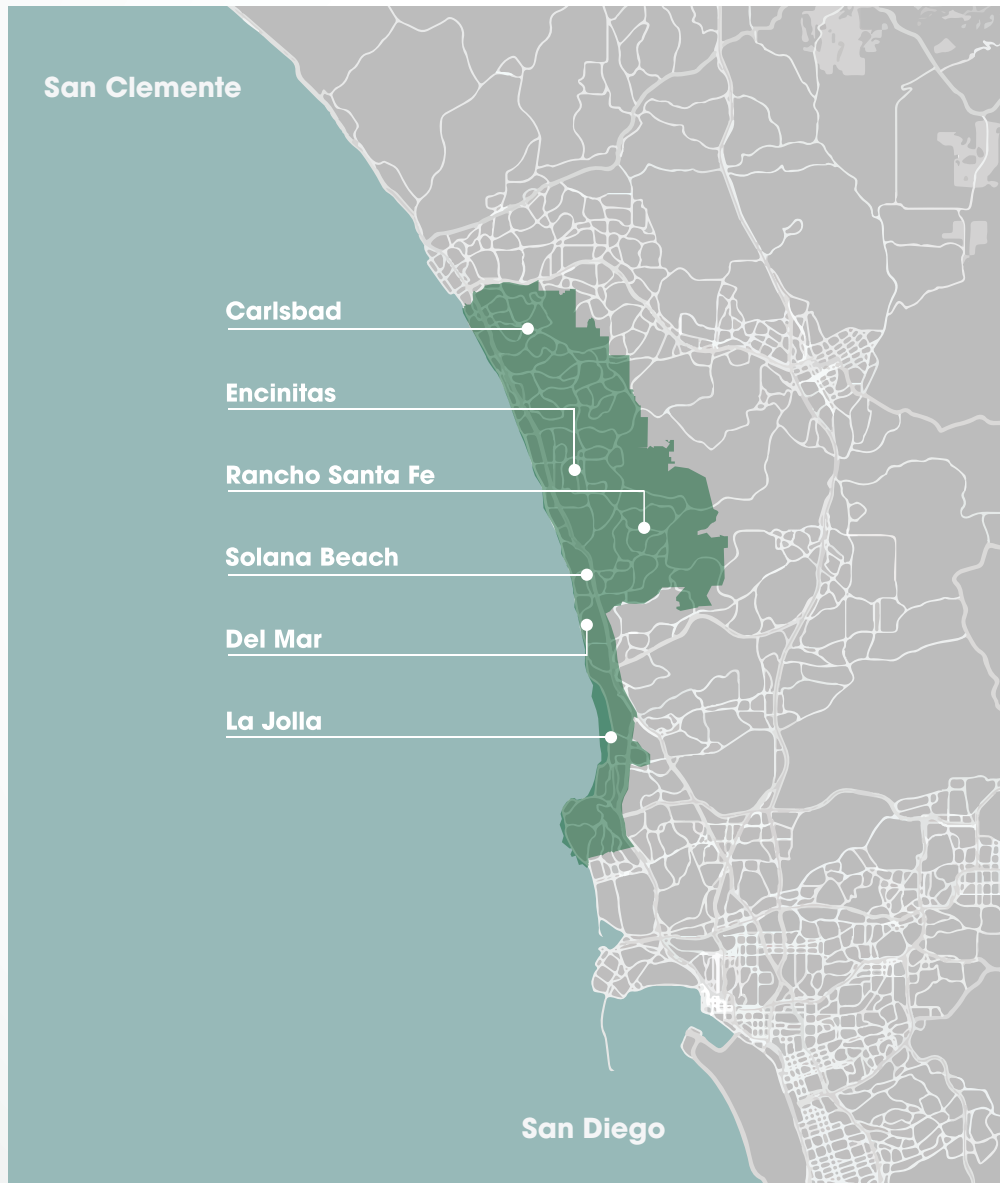 San Clemente
Carlsbad
Encinitas
Rancho Santa Fe
Solana Beach
Del Mar
La Jolla
San Diego